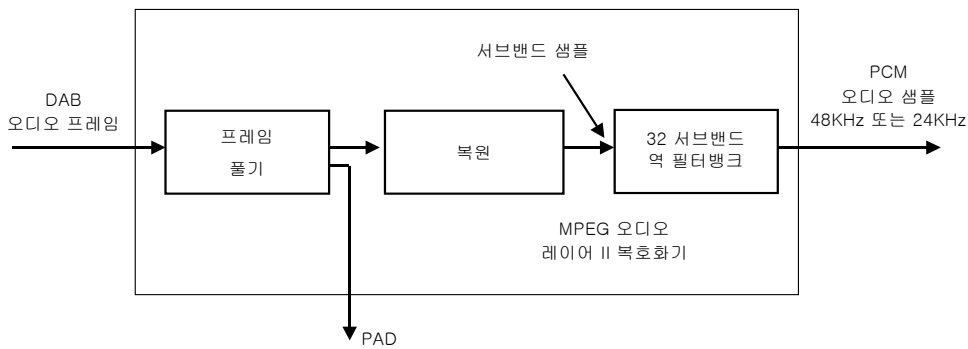 서브밴드 샘플
DAB
오디오 프레임
PCM
오디오 샘플
48KHz 또는 24KHz
프레임
풀기
복원
32 서브밴드
역 필터뱅크
MPEG 오디오
레이어 II 복호화기
PAD